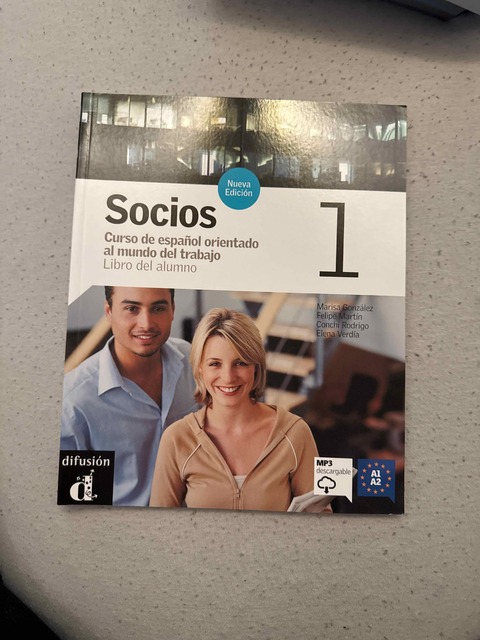 Nueva
Edición
Socios
1
Curso de español orientado
al mundo del trabajo
Libro del alumno
Marisa González
Felipe Martín
Conchi Rodrigo
Elena Verdía
difusión
d
MP3
descargable
A1
A2